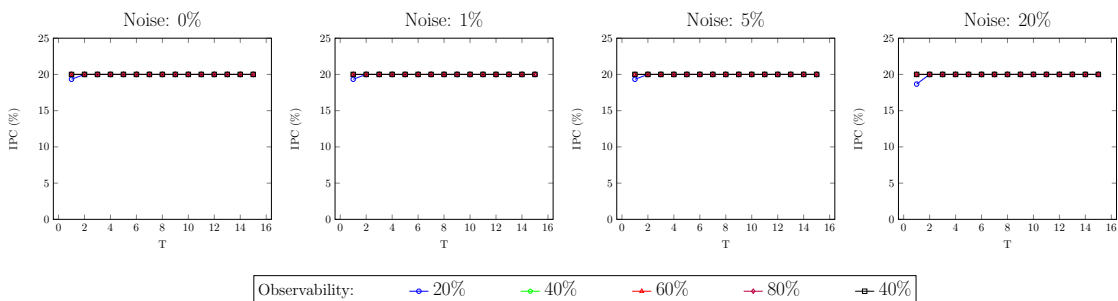 Noise: 0% Noise: 1% Noise: 5% Noise: 20%
25 25 25 25
20 20 20 20
15 15 15 15
10 10 10 10
5 5 5 5
0 0 0 0
IPC (%) IPC (%) IPC (%) IPC (%)
0 2 4 6 8 10 12 14 16 0 2 4 6 8 10 12 14 16 0 2 4 6 8 10 12 14 16 0 2 4 6 8 10 12 14 16
T T T T
Observability: 20% 40% 60% 80% 40%